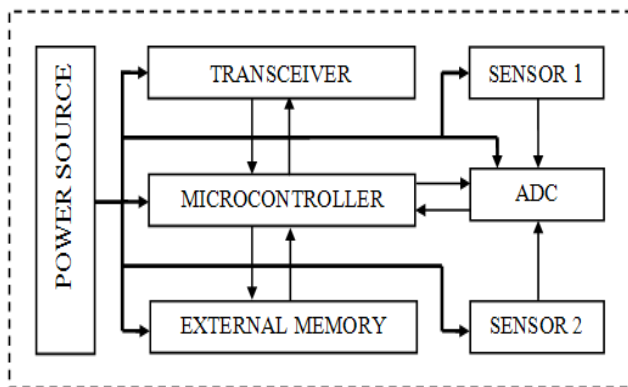 POWER SOURCE
TRANSCEIVER
SENSOR 1
MICROCONTROLLER
ADC
EXTERNAL MEMORY
SENSOR 2